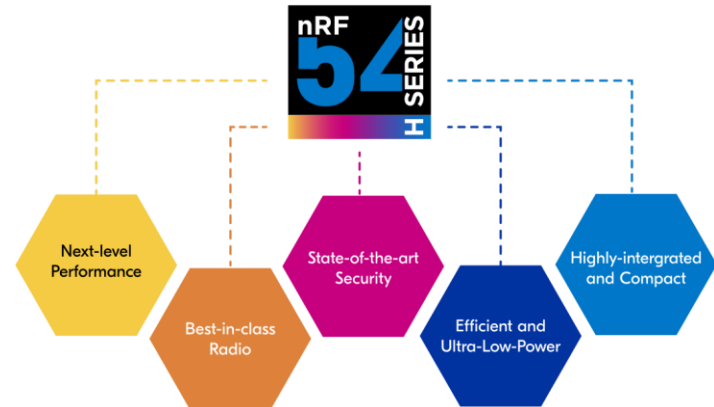 nRF
54
H SERIES
Next-level
Performance
Best-in-class
Radio
State-of-the-art
Security
Efficient and
Ultra-Low-Power
Highly-intergrated
and Compact